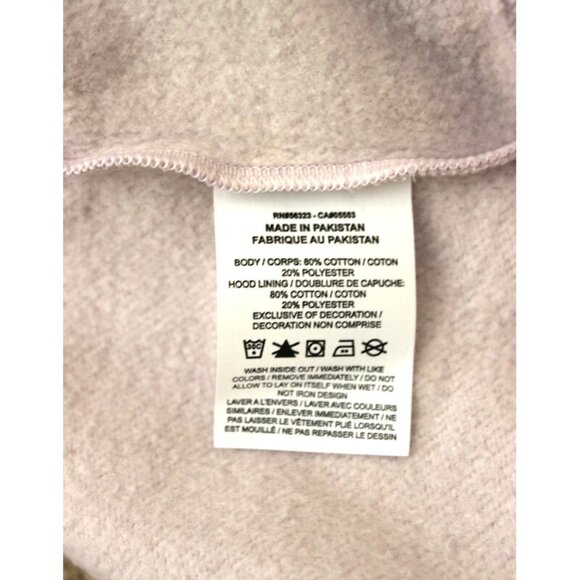 RN#56323 - CA#05553
MADE IN PAKISTAN
FABRIQUE AU PAKISTAN
BODY / CORPS: 80% COTTON / COTON
20% POLYESTER
HOOD LINING / DOUBLURE DE CAPUCHE:
80% COTTON / COTON
20% POLYESTER
EXCLUSIVE OF DECORATION /
DECORATION NON COMPRISE
WASH INSIDE OUT / WASH WITH LIKE
COLORS / REMOVE IMMEDIATELY / DO NOT
ALLOW TO LAY ON ITSELF WHEN WET / DO
NOT IRON DESIGN
LAVER A L'ENVERS / LAVER AVEC COULEURS
SIMILAIRES / ENLEVER IMMEDIATEMENT / NE
PAS LAISSER LE VÊTEMENT PLIÉ LORSQU'IL
EST MOUILLÉ / NE PAS REPASSER LE DESSIN